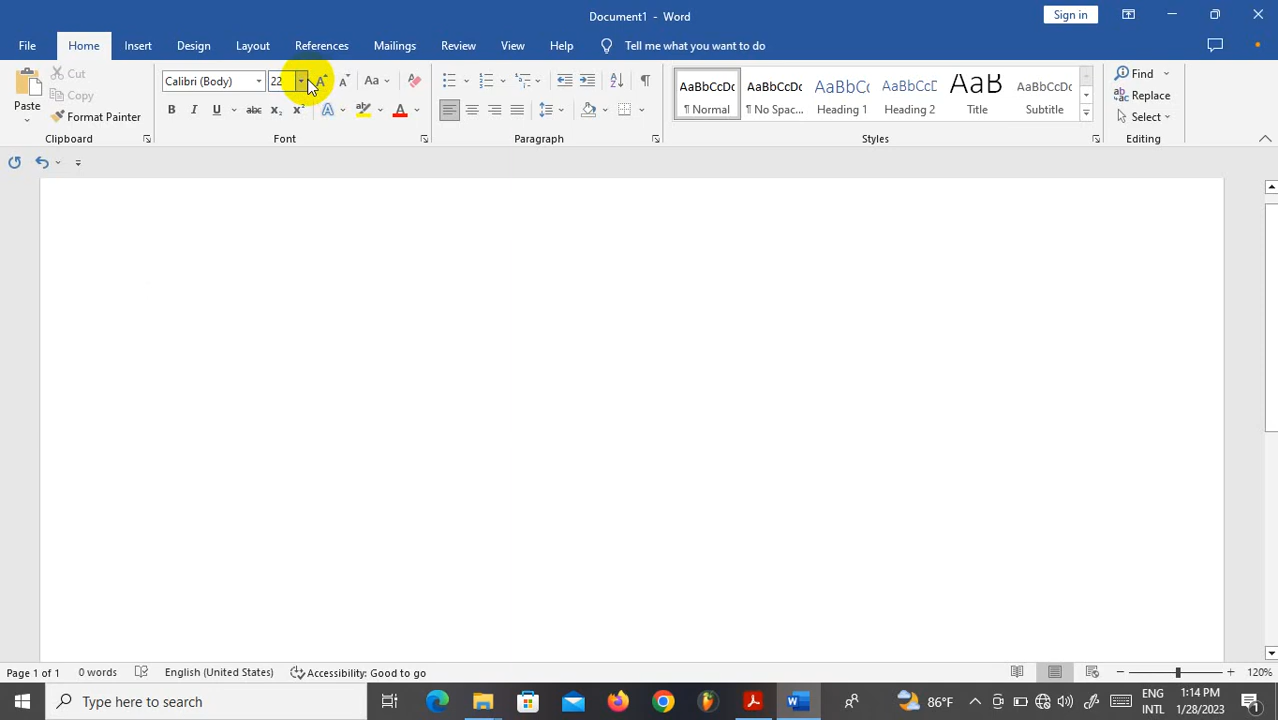 Document1 - Word
Sign in
File
Home
Insert
Design
Layout
References
Mailings
Review
View
Help
Tell me what you want to do
Paste
Cut
Copy
Format Painter
Clipboard
Calibri (Body)
22
Aa
Font
Paragraph
AaBbCcDc
¶ Normal
AaBbCcDc
¶ No Spac...
AaBbCc
Heading 1
AaBbCcD
Heading 2
AaB
Title
AaBbCcD
Subtitle
Styles
Find
Replace
Select
Editing
Page 1 of 1
0 words
English (United States)
Accessibility: Good to go
120%
Type here to search
86°F
ENG
INTL
1:14 PM
1/28/2023
1